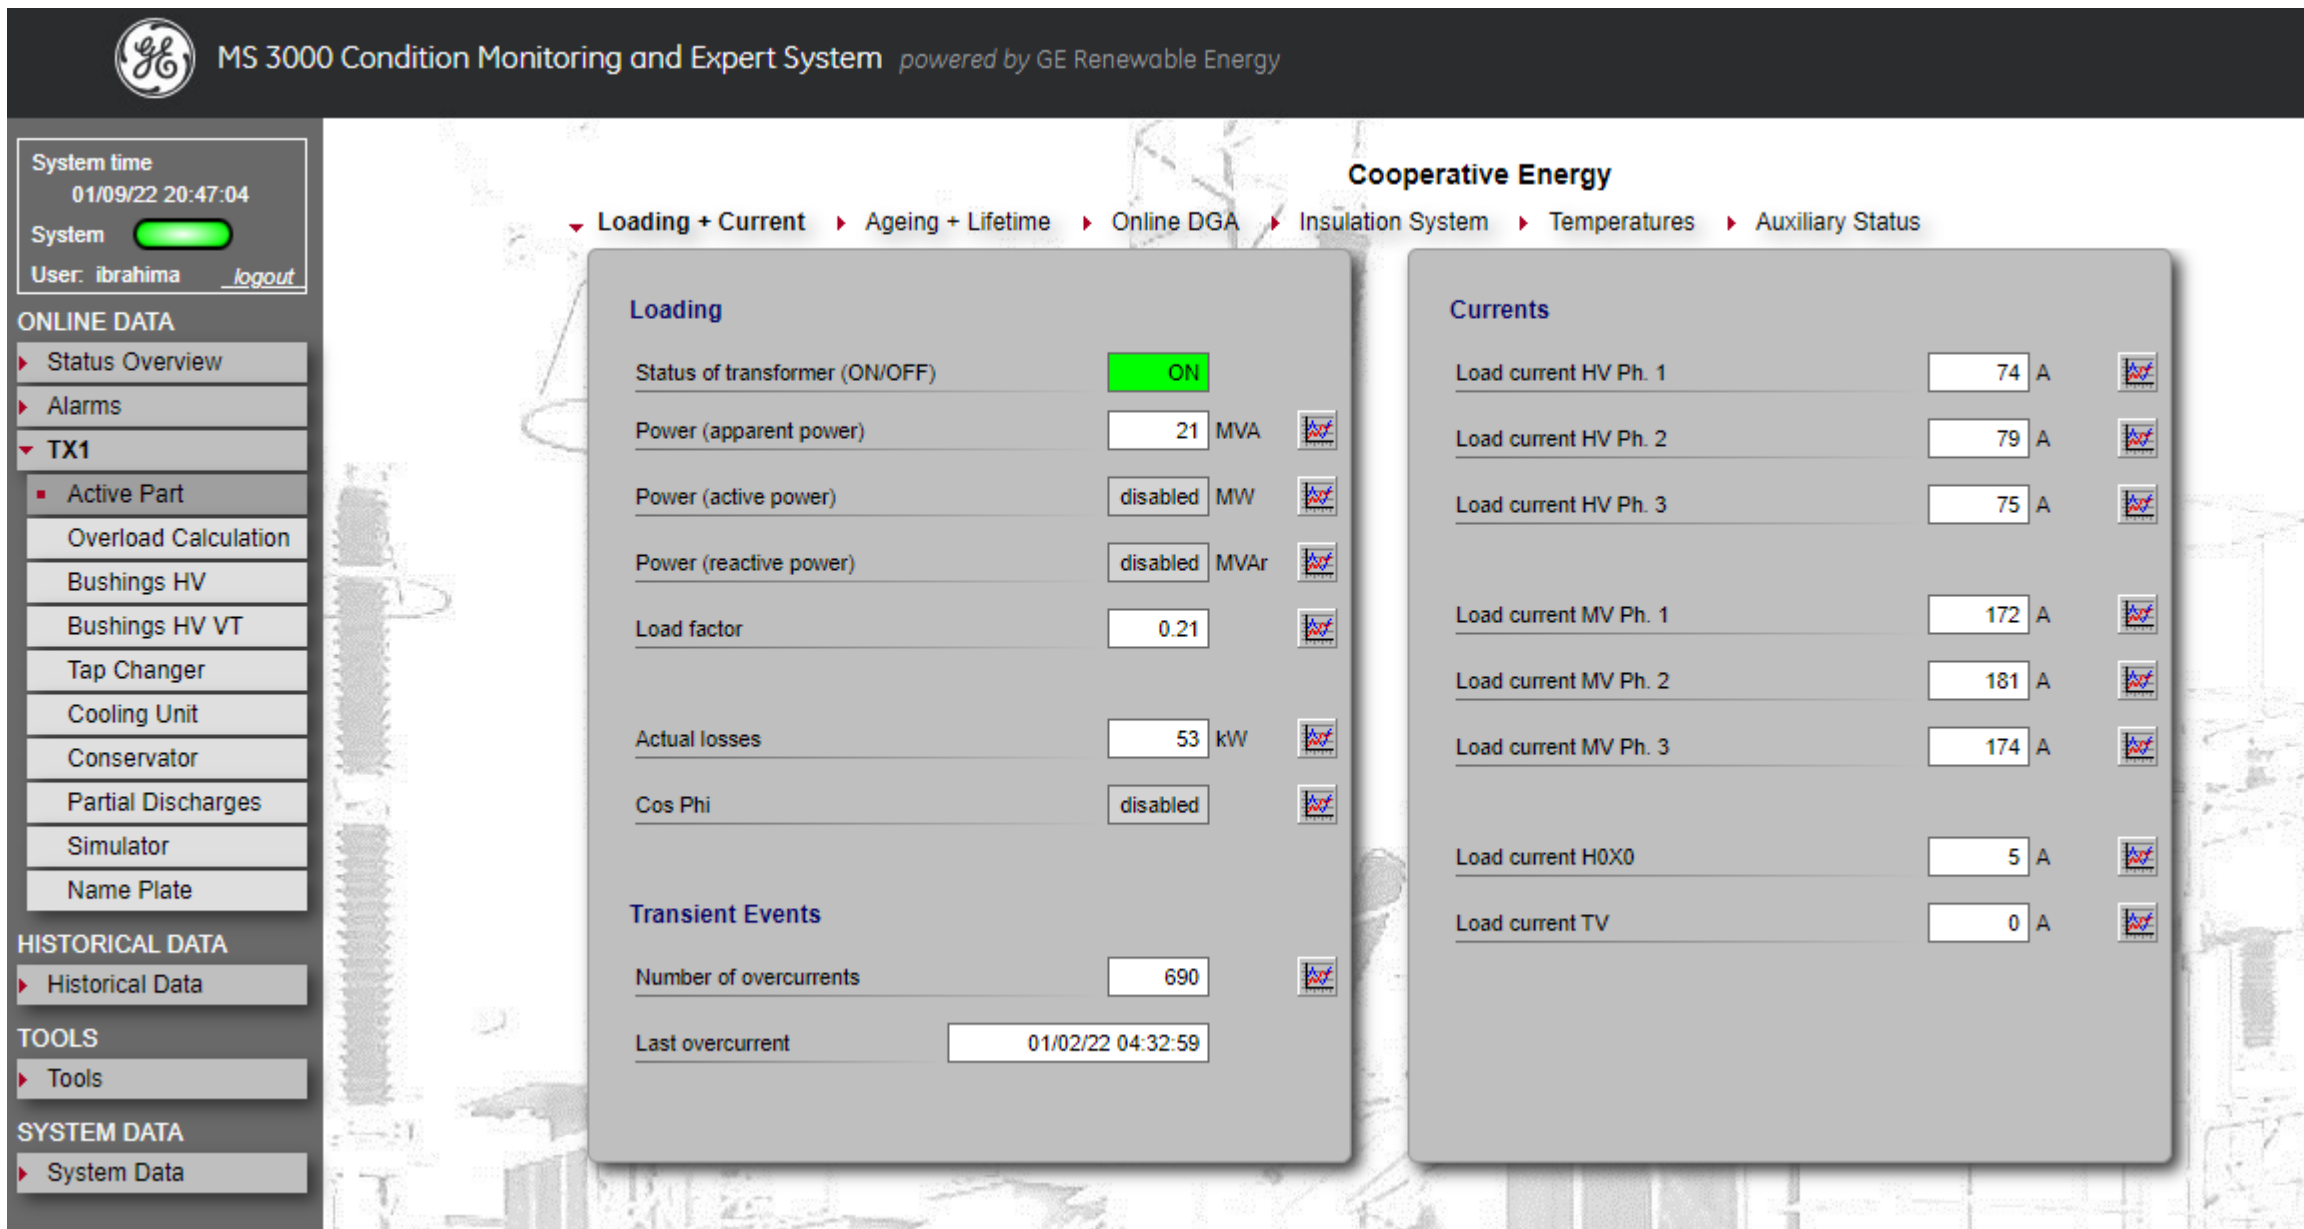 MS 3000 Condition Monitoring and Expert System powered by GE Renewable Energy
System time
01/09/22 20:47:04
System
User: ibrahima logout
ONLINE DATA
Status Overview
Alarms
TX1
Active Part
Overload Calculation
Bushings HV
Bushings HV VT
Tap Changer
Cooling Unit
Conservator
Partial Discharges
Simulator
Name Plate
HISTORICAL DATA
Historical Data
TOOLS
Tools
SYSTEM DATA
System Data
Cooperative Energy
Loading + Current Ageing + Lifetime Online DGA Insulation System Temperatures Auxiliary Status
Loading
Status of transformer (ON/OFF) ON
Power (apparent power) 21 MVA
Power (active power) disabled MW
Power (reactive power) disabled MVAr
Load factor 0.21
Actual losses 53 kW
Cos Phi disabled
Transient Events
Number of overcurrents 690
Last overcurrent 01/02/22 04:32:59
Currents
Load current HV Ph. 1 74 A
Load current HV Ph. 2 79 A
Load current HV Ph. 3 75 A
Load current MV Ph. 1 172 A
Load current MV Ph. 2 181 A
Load current MV Ph. 3 174 A
Load current H0X0 5 A
Load current TV 0 A